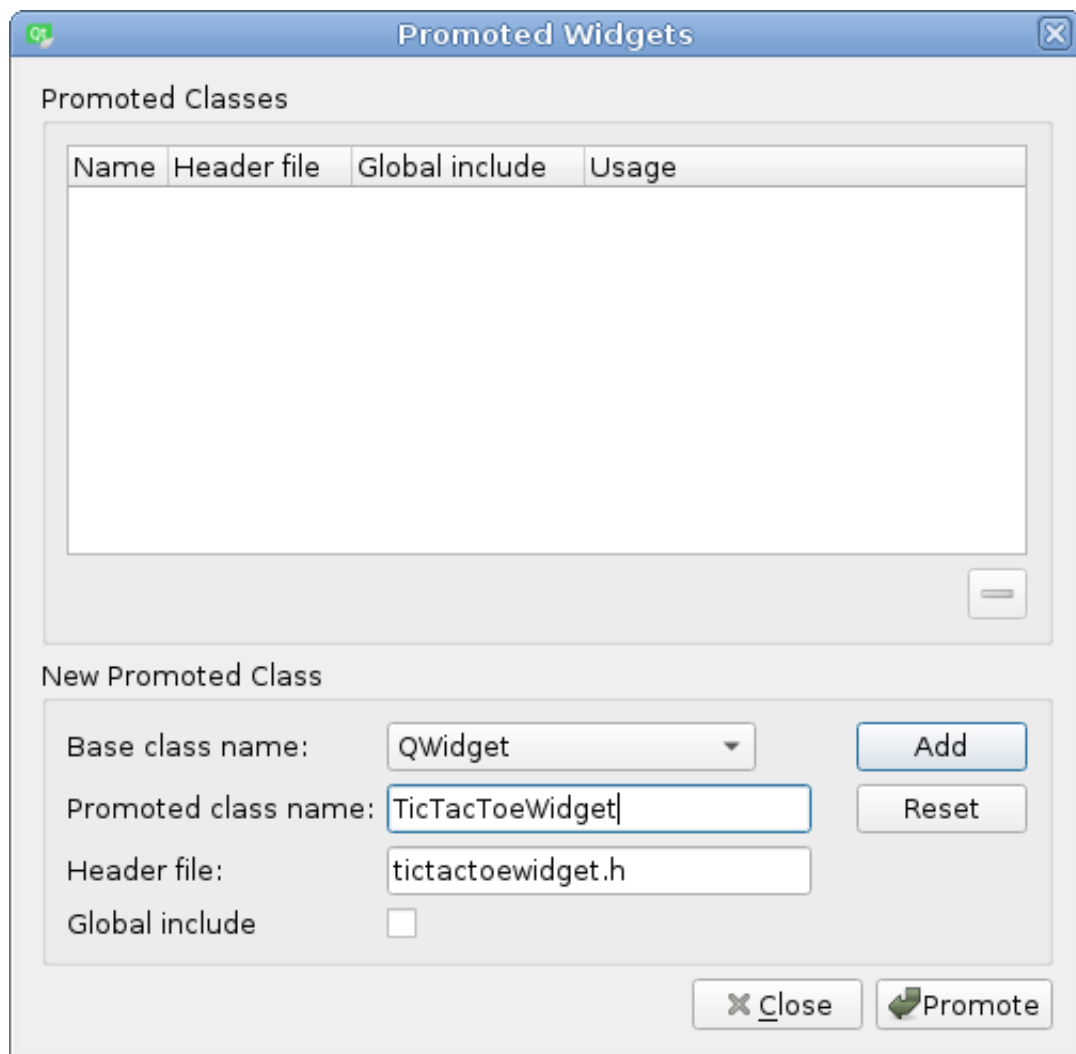 Qt Promoted Widgets
Promoted Classes
Name Header file Global include Usage
New Promoted Class
Base class name: QWidget Add
Promoted class name: TicTacToeWidget Reset
Header file: tictactoewidget.h
Global include
Close Promote